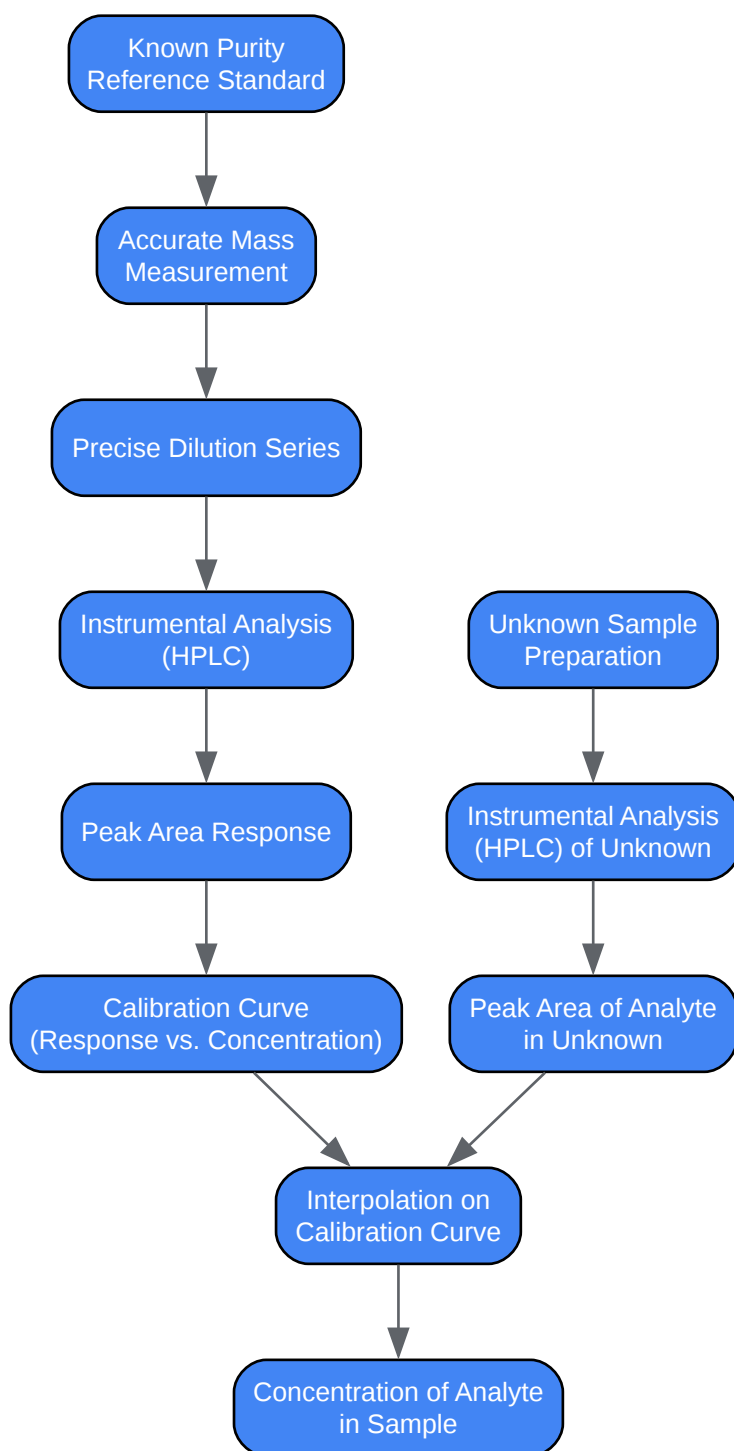 Known Purity
Reference Standard
Accurate Mass
Measurement
Precise Dilution Series
Instrumental Analysis
(HPLC)
Unknown Sample
Preparation
Peak Area Response
Instrumental Analysis
(HPLC) of Unknown
Calibration Curve
(Response vs. Concentration)
Peak Area of Analyte
in Unknown
Interpolation on
Calibration Curve
Concentration of Analyte
in Sample